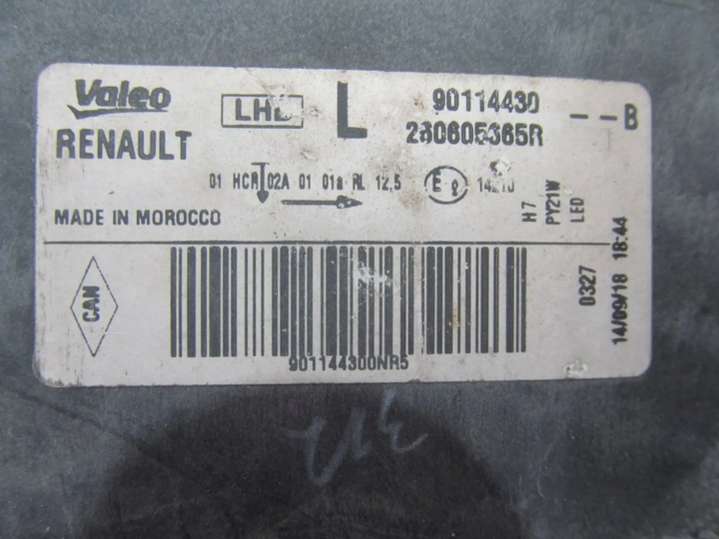 Valeo LHD L 90114430 --B
RENAULT 260605365R
01 HCR 02A 01 01a RL 12,5 E 14210
MADE IN MOROCCO
H7
PY21W
LED
CAN
0327
14/09/18 18:44
901144300NR5